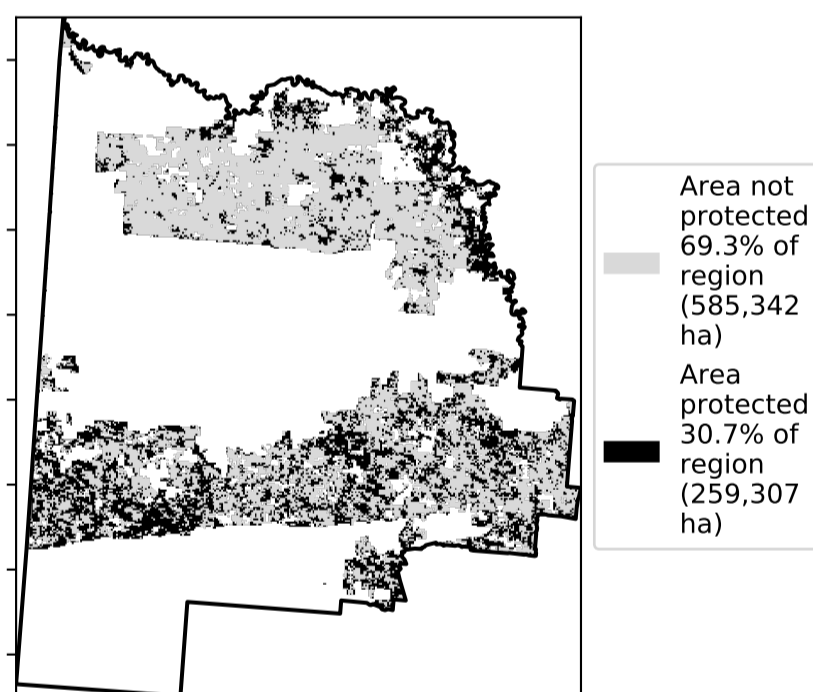 Area not
protected
69.3% of
region
(585,342
ha)
Area
protected
30.7% of
region
(259,307
ha)